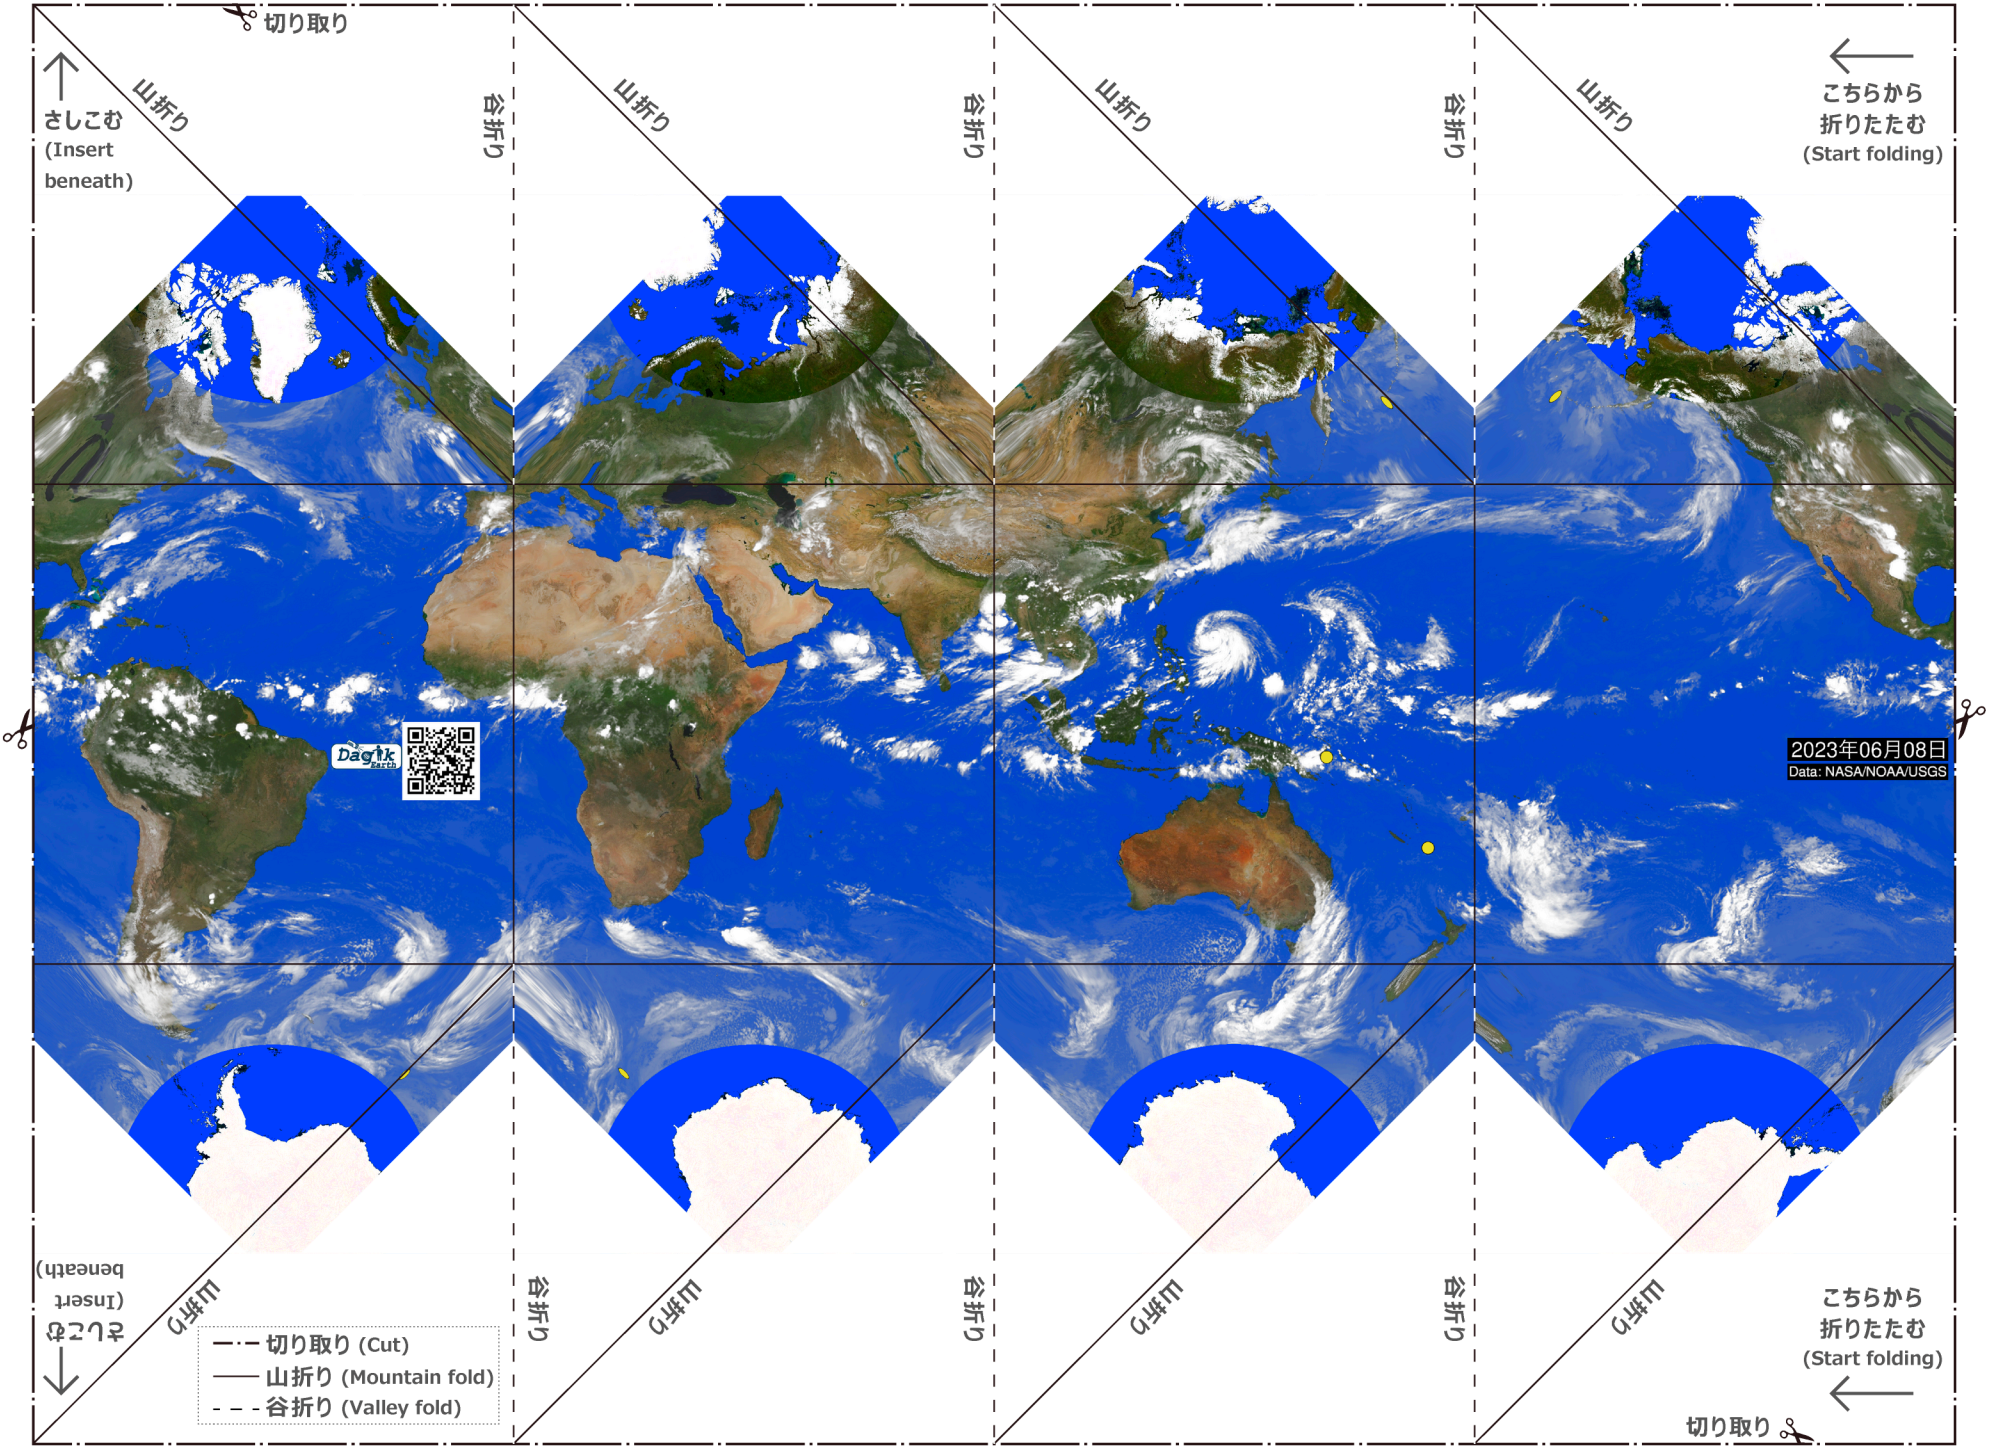 切り取り
さしこむ
(Insert
beneath)
山折り
谷折り
山折り
谷折り
山折り
谷折り
山折り
こちらから
折りたたむ
(Start folding)
Dagik
Earth
2023年06月08日
Data: NASA/NOAA/USGS
さしこむ
(Insert
beneath)
山折り
谷折り
山折り
谷折り
山折り
谷折り
山折り
こちらから
折りたたむ
(Start folding)
切り取り (Cut)
山折り (Mountain fold)
谷折り (Valley fold)
切り取り